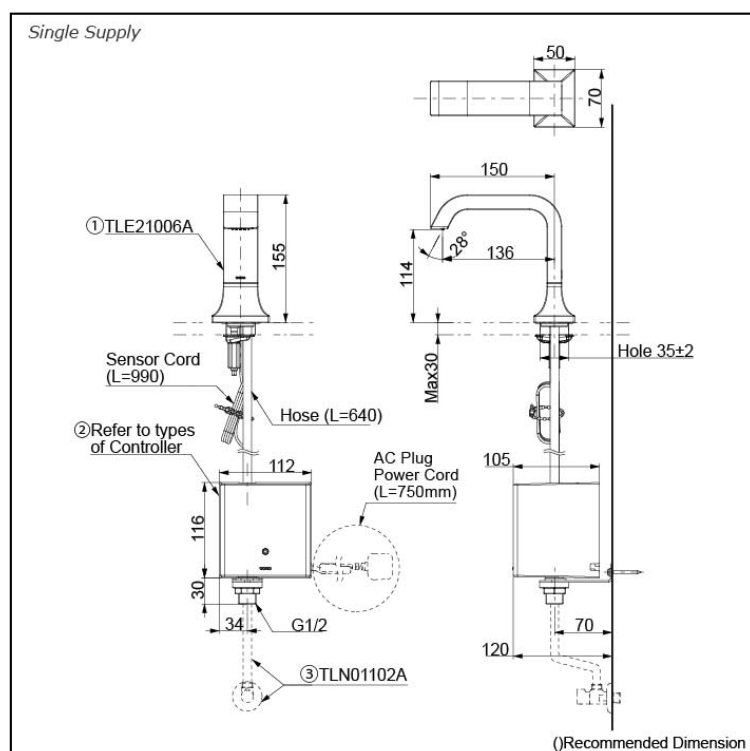 Single Supply
50
70
150
①TLE21006A
155
28°
136
114
Sensor Cord
(L=990)
Max30
Hole 35±2
Hose (L=640)
②Refer to types
of Controller
112
AC Plug
Power Cord
(L=750mm)
105
116
30
34
G1/2
70
120
③TLN01102A
()Recommended Dimension